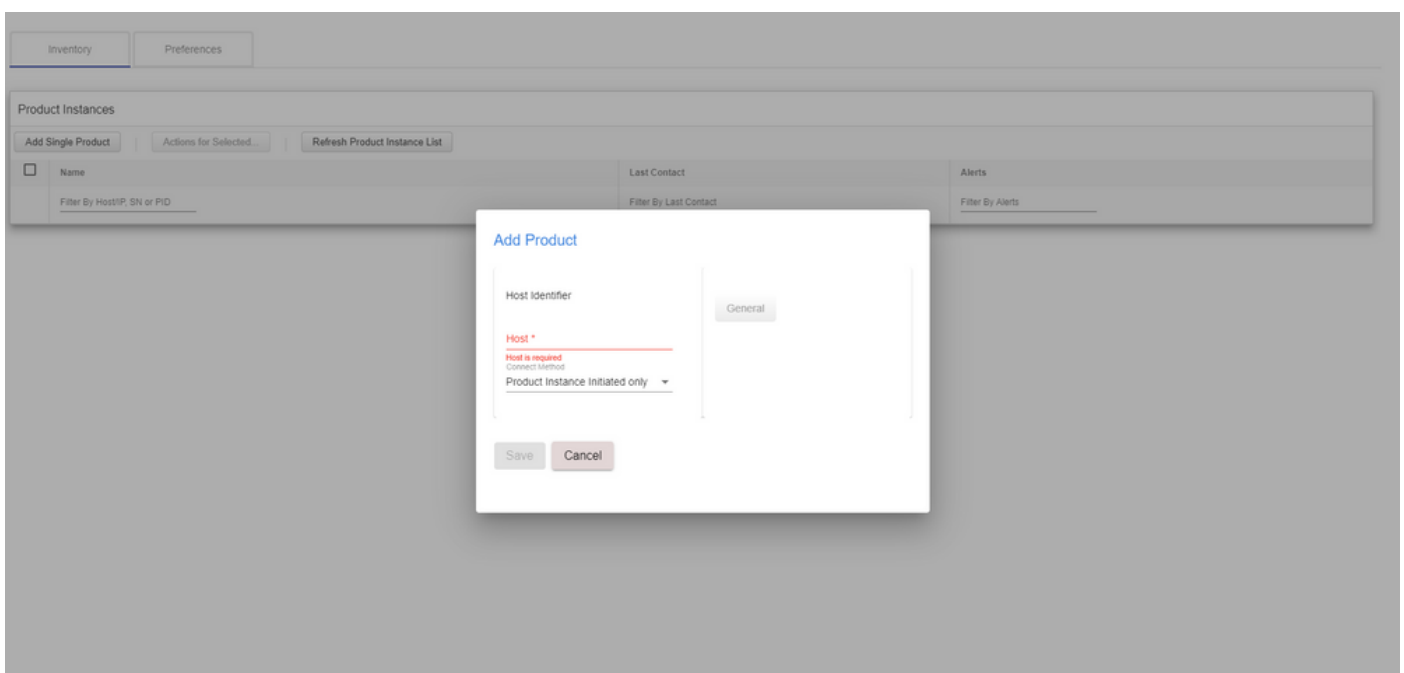 Inventory Preferences
Product Instances
Add Single Product Actions for Selected... Refresh Product Instance List
Name Last Contact Alerts
Filter By Host/IP, SN or PID Filter By Last Contact Filter By Alerts
Add Product
Host Identifier
General
Host *
Host is required
Connect Method
Product Instance Initiated only
Save Cancel